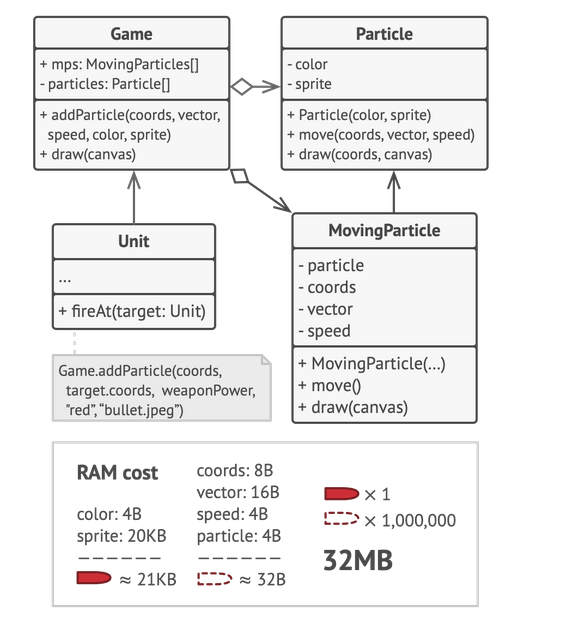 Game
+ mps: MovingParticles[]
- particles: Particle[]
+ addParticle(coords, vector,
speed, color, sprite)
+ draw(canvas)
Particle
- color
- sprite
+ Particle(color, sprite)
+ move(coords, vector, speed)
+ draw(coords, canvas)
Unit
...
+ fireAt(target: Unit)
MovingParticle
- particle
- coords
- vector
- speed
+ MovingParticle(...)
+ move()
+ draw(canvas)
Game.addParticle(coords,
target.coords, weaponPower,
"red", “bullet.jpeg”)
RAM cost
color: 4B
sprite: 20KB
≈ 21KB
coords: 8B
vector: 16B
speed: 4B
particle: 4B
≈ 32B
× 1
× 1,000,000
32MB